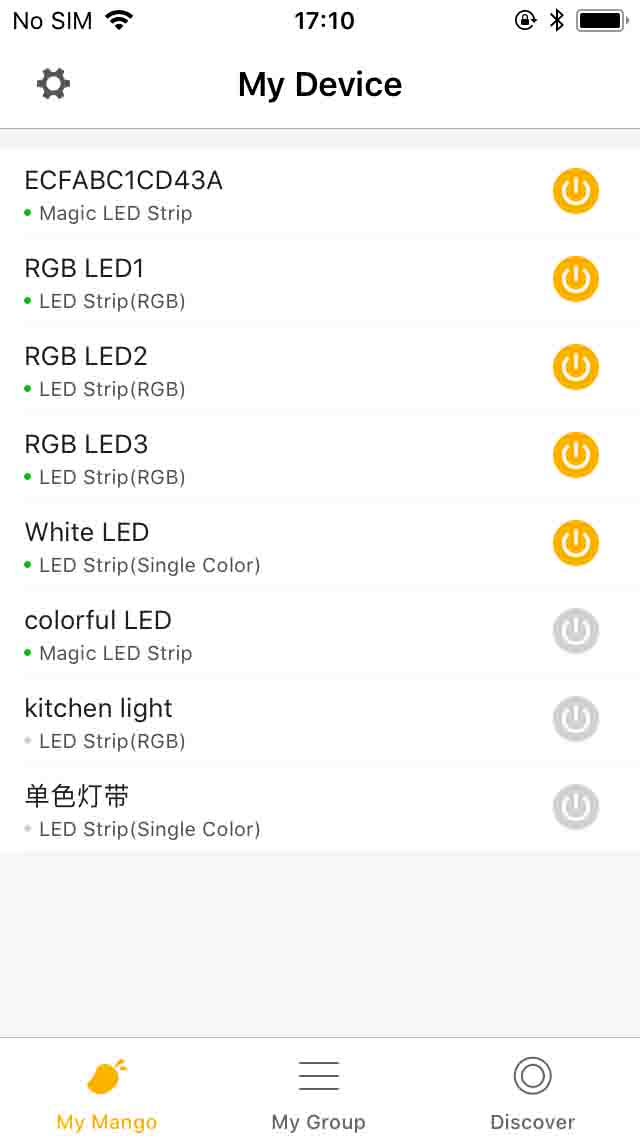 No SIM 17:10
My Device
ECFABC1CD43A
Magic LED Strip
RGB LED1
LED Strip(RGB)
RGB LED2
LED Strip(RGB)
RGB LED3
LED Strip(RGB)
White LED
LED Strip(Single Color)
colorful LED
Magic LED Strip
kitchen light
LED Strip(RGB)
单色灯带
LED Strip(Single Color)
My Mango My Group Discover